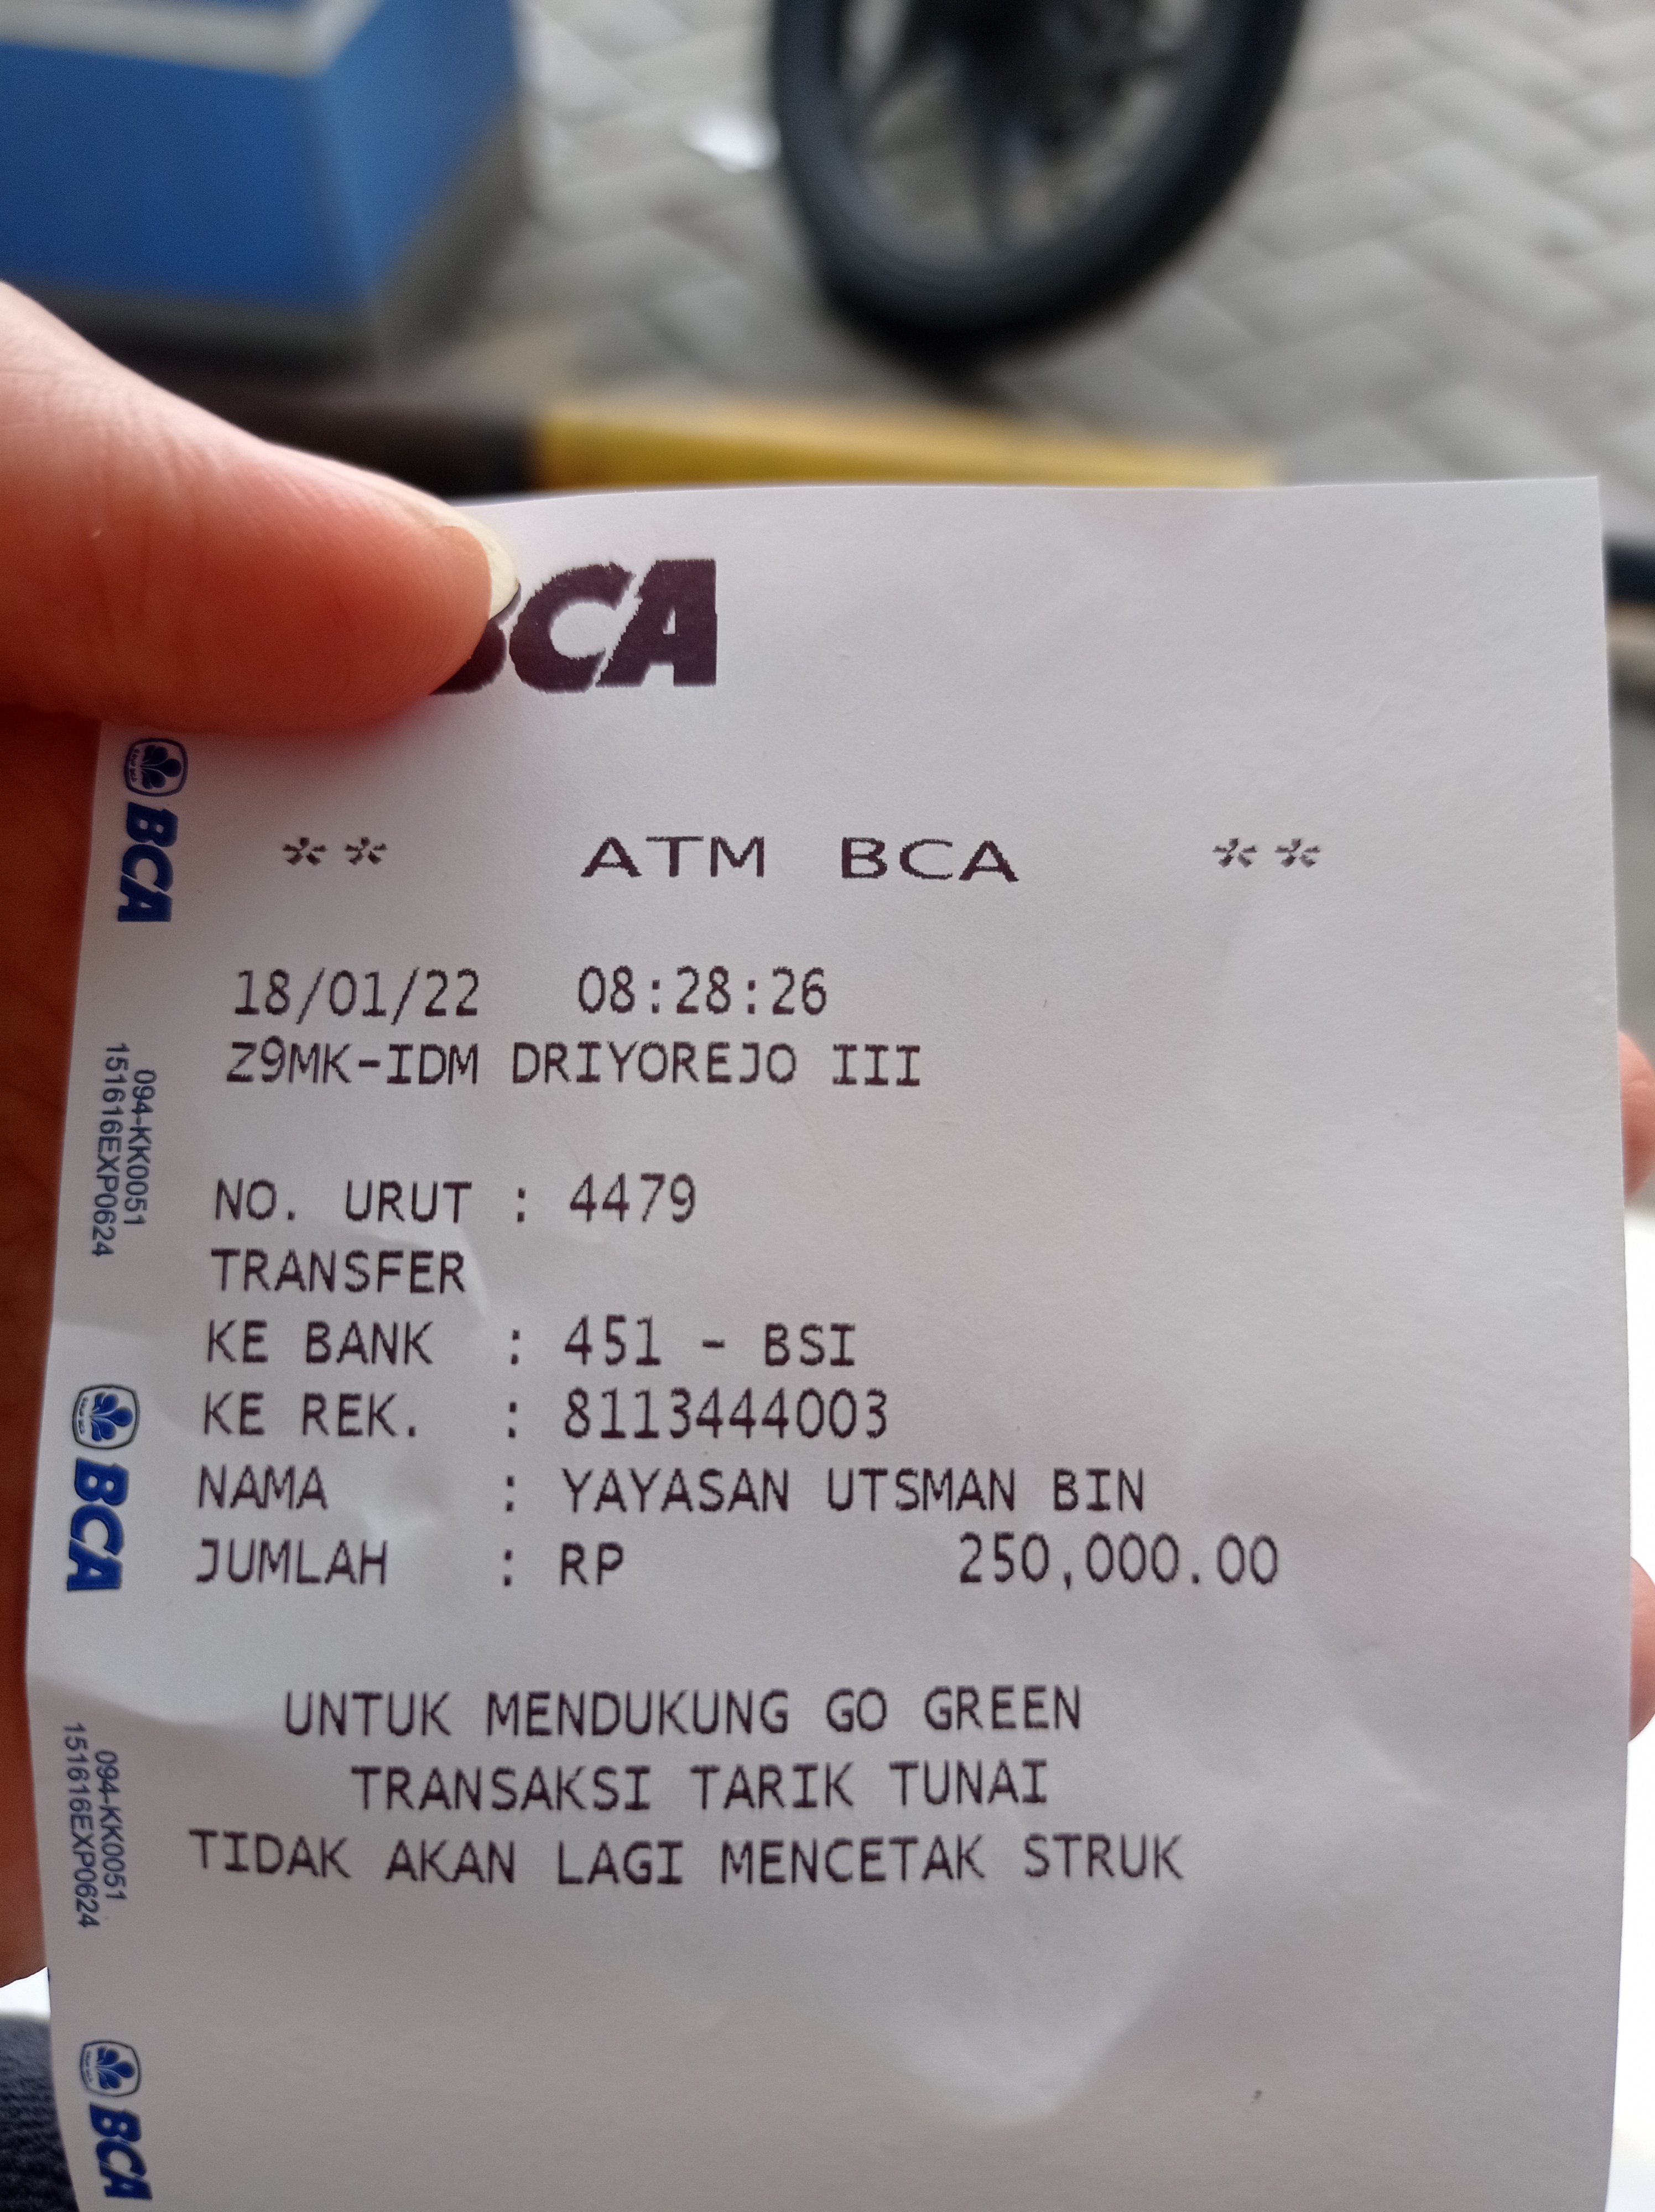 BCA
** ATM BCA **
18/01/22 08:28:26
Z9MK-IDM DRIYOREJO III
NO. URUT : 4479
TRANSFER
KE BANK : 451 - BSI
KE REK. : 8113444003
NAMA : YAYASAN UTSMAN BIN
JUMLAH : RP 250,000.00
UNTUK MENDUKUNG GO GREEN
TRANSAKSI TARIK TUNAI
TIDAK AKAN LAGI MENCETAK STRUK
BCA
094-KK0051
151616EXP0624
BCA
094-KK0051
151616EXP0624
BCA